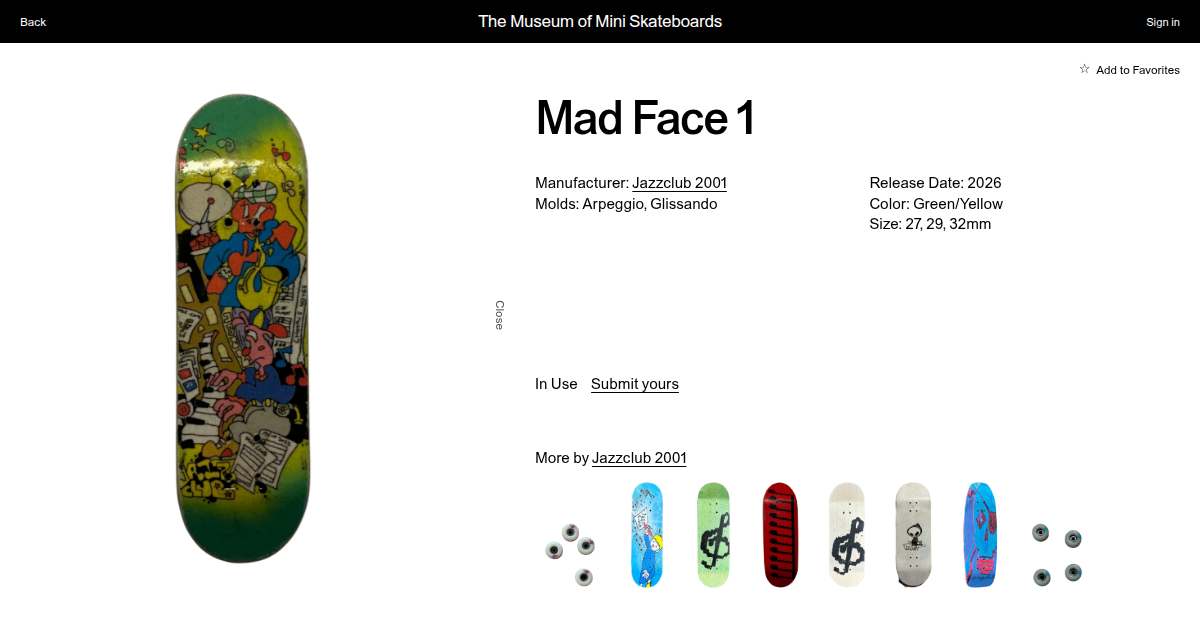 Back
The Museum of Mini Skateboards
Sign in
☆ Add to Favorites
Mad Face 1
Manufacturer: Jazzclub 2001
Molds: Arpeggio, Glissando
Release Date: 2026
Color: Green/Yellow
Size: 27, 29, 32mm
Close
In Use Submit yours
More by Jazzclub 2001